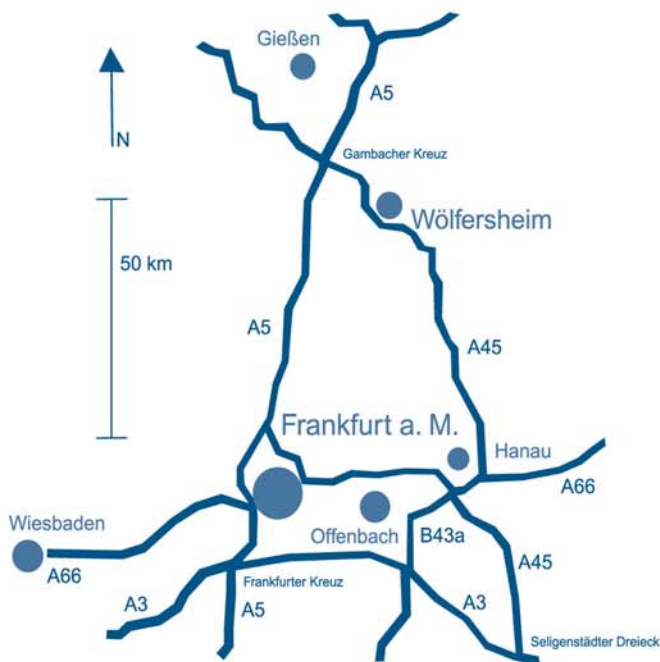 Gießen
A5
N
Gambacher Kreuz
Wölfersheim
50 km
A5
A45
Frankfurt a. M.
Hanau
A66
Wiesbaden
Offenbach
B43a
A66
A45
Frankfurter Kreuz
A3
A5
A3
Seligenstädter Dreieck